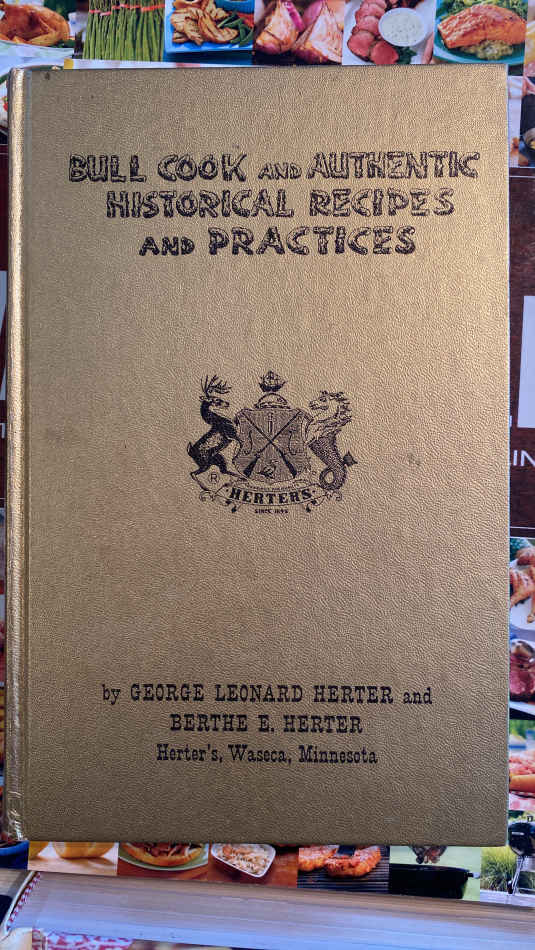 BULL COOK AND AUTHENTIC
HISTORICAL RECIPES
AND PRACTICES
R
HERTER'S
SINCE 1893
by GEORGE LEONARD HERTER and
BERTHE E. HERTER
Herter's, Waseca, Minnesota